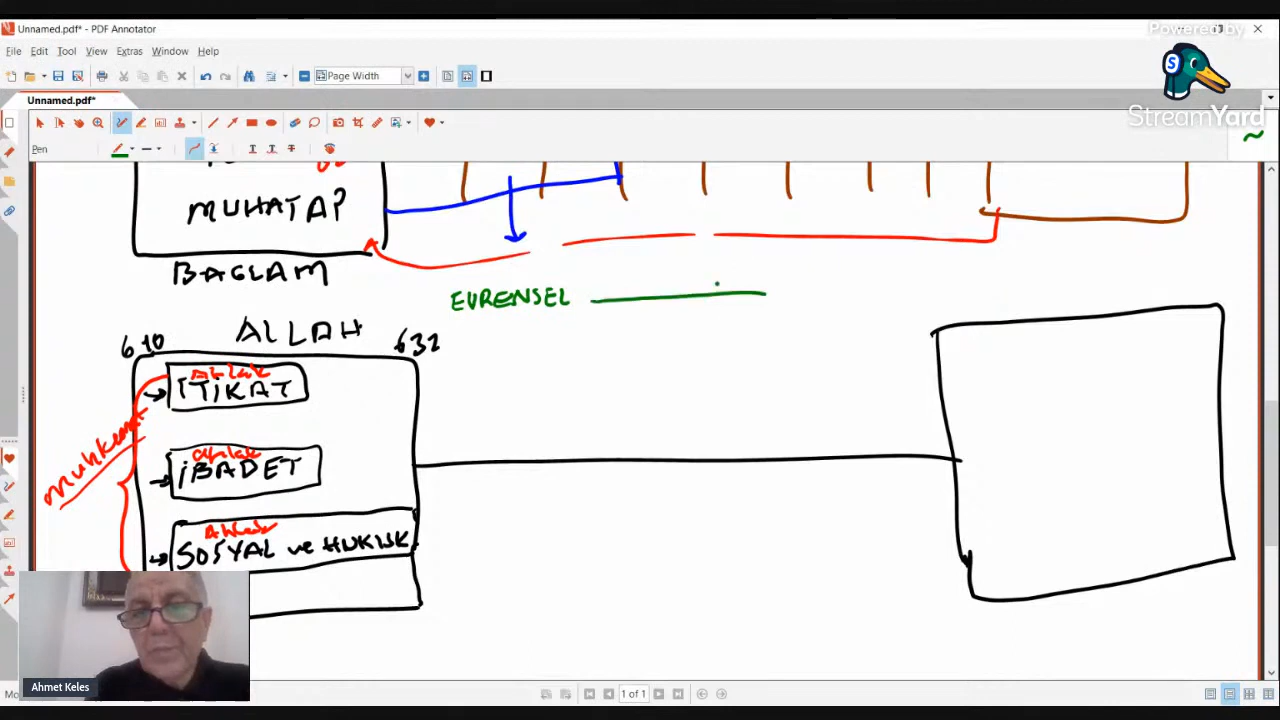 Unnamed.pdf* - PDF Annotator
Powered by
File Edit Tool View Extras Window Help
Page Width
StreamYard
Unnamed.pdf*
Pen
MUHATAP
BAGLAM
EVRENSEL
ALLAH
610
632
Ahlak
İTİKAT
muhkemat
Ahlak
İBADET
Ahlak
SOSYAL ve HUKUK
Ahmet Keles
1 of 1